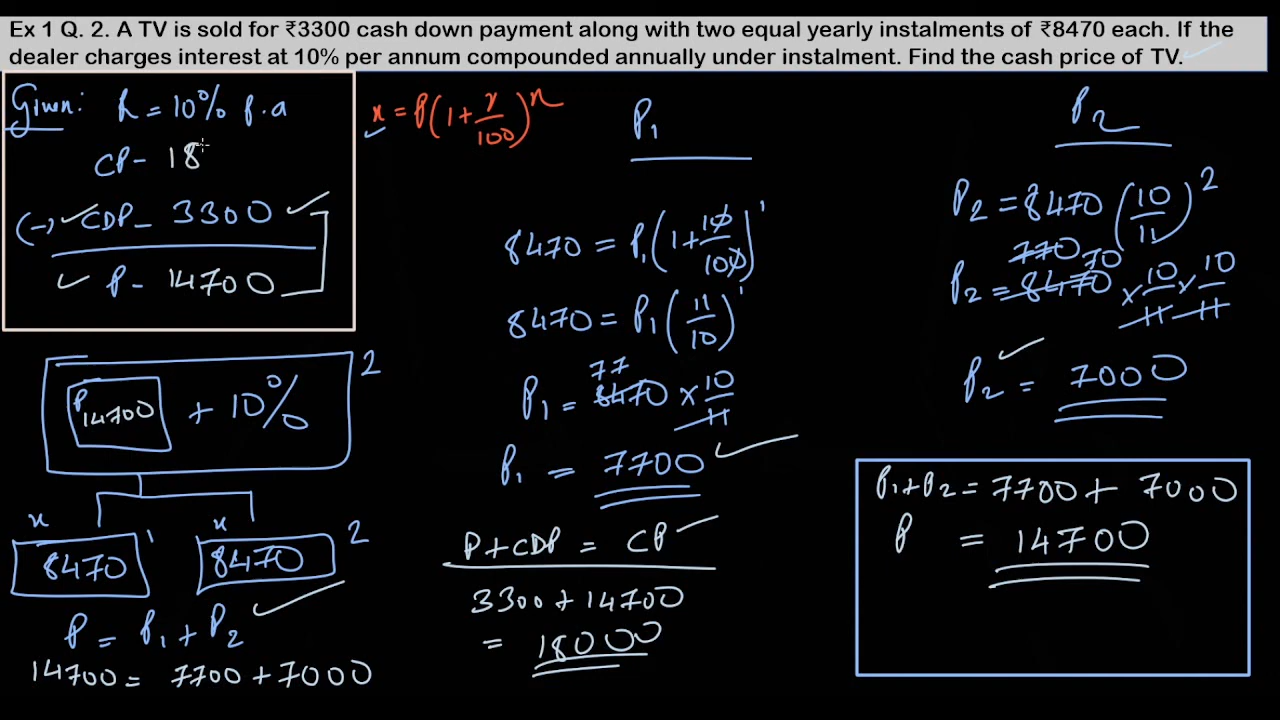 Ex 1 Q. 2. A TV is sold for ₹3300 cash down payment along with two equal yearly instalments of ₹8470 each. If the
dealer charges interest at 10% per annum compounded annually under instalment. Find the cash price of TV.
Given: R = 10% p.a
CP - 18
(-) ✓ CDP - 3300 ✓
✓ P - 14700
P 14700 + 10% 2
x x
8470 1 8470 2
P = P₁ + P₂ ✓
14700 = 7700 + 7000
x = P(1 + r/100)^n
✓
P₁
8470 = P₁(1 + 10/100)^1
8470 = P₁(11/10)^1
77
P₁ = 8470 × 10/11
P₁ = 7700 ✓
P + CDP = CP ✓
3300 + 14700
= 18000
P₂
P₂ = 8470 (10/11)^2
770 70
P₂ = 8470 × 10/11 × 10/11
P₂ = 7000 ✓
P₁ + P₂ = 7700 + 7000
P = 14700